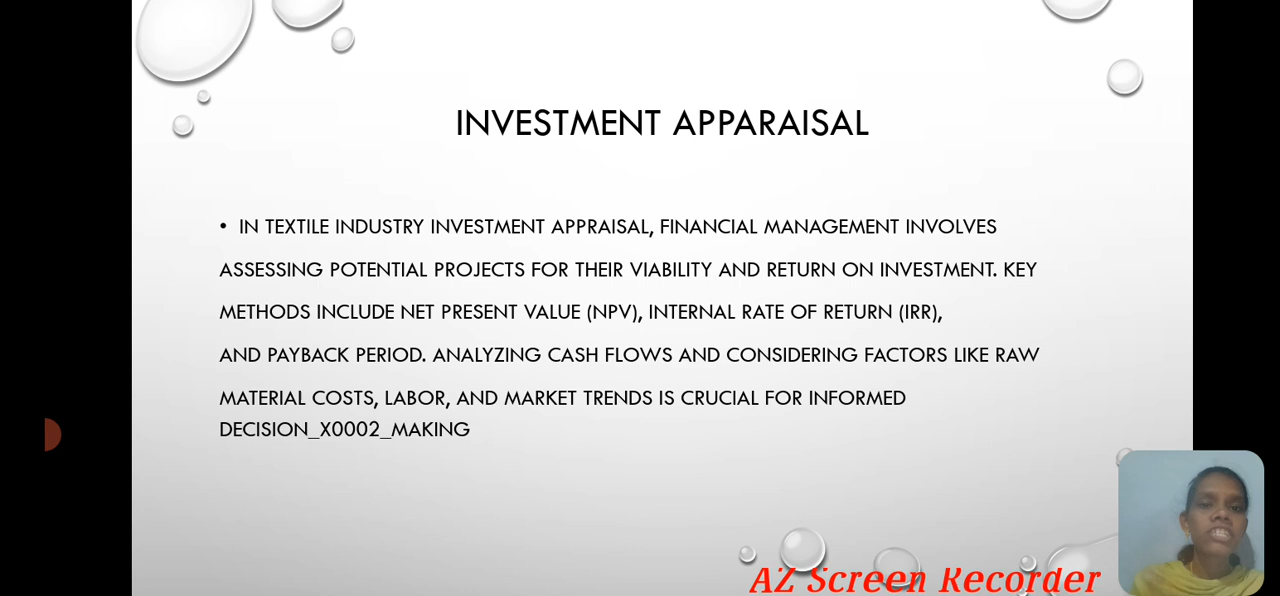 INVESTMENT APPARAISAL
• IN TEXTILE INDUSTRY INVESTMENT APPRAISAL, FINANCIAL MANAGEMENT INVOLVES
ASSESSING POTENTIAL PROJECTS FOR THEIR VIABILITY AND RETURN ON INVESTMENT. KEY
METHODS INCLUDE NET PRESENT VALUE (NPV), INTERNAL RATE OF RETURN (IRR),
AND PAYBACK PERIOD. ANALYZING CASH FLOWS AND CONSIDERING FACTORS LIKE RAW
MATERIAL COSTS, LABOR, AND MARKET TRENDS IS CRUCIAL FOR INFORMED
DECISION_X0002_MAKING
AZ Screen Recorder